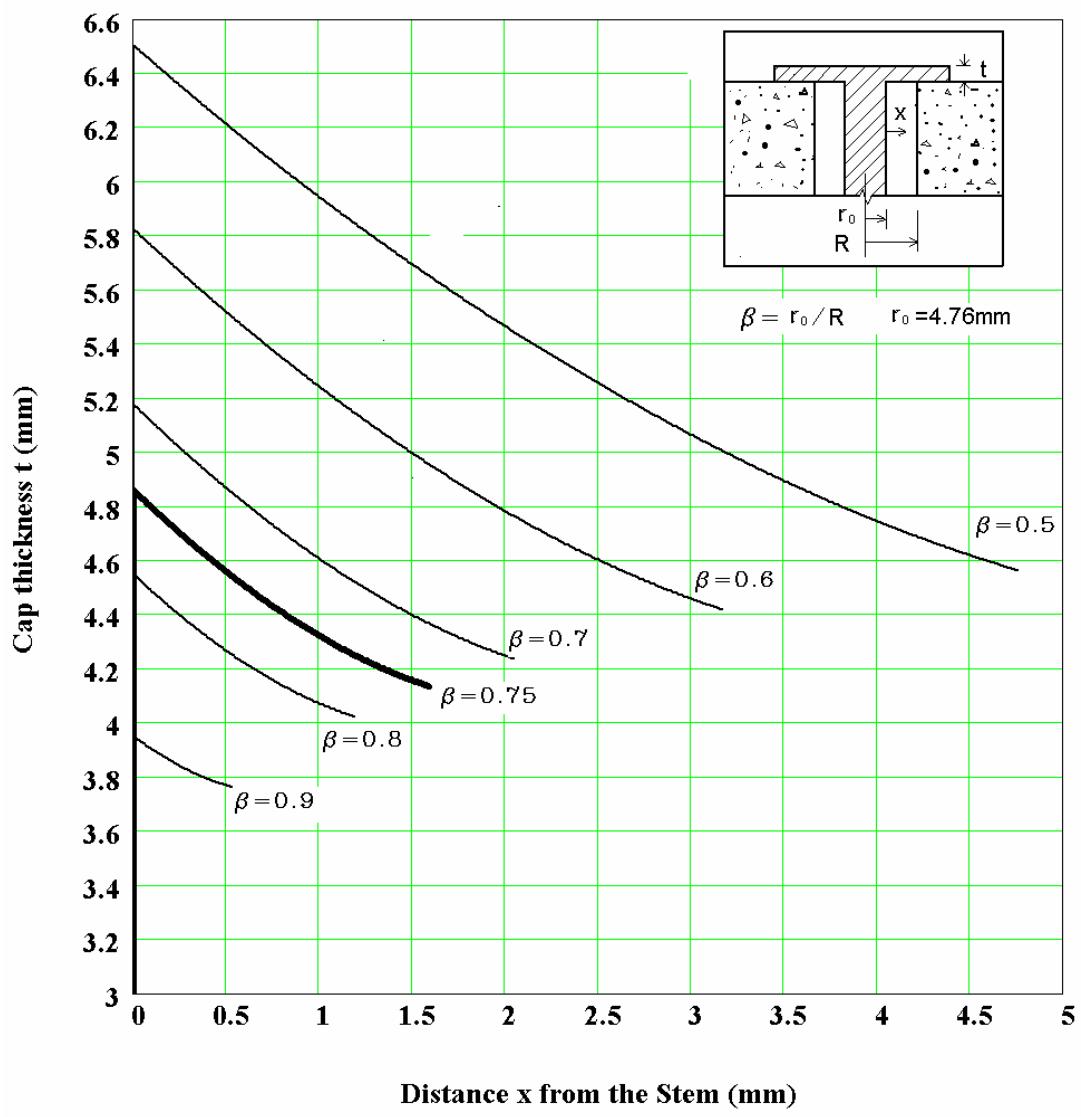 6.6
6.4
6.2
6
5.8
5.6
5.4
5.2
5
4.8
4.6
4.4
4.2
4
3.8
3.6
3.4
3.2
3
Cap thickness t (mm)
0 0.5 1 1.5 2 2.5 3 3.5 4 4.5 5
Distance x from the Stem (mm)
t
x
r₀
R
β = r₀/R r₀=4.76mm
β=0.5
β=0.6
β=0.7
β=0.75
β=0.8
β=0.9